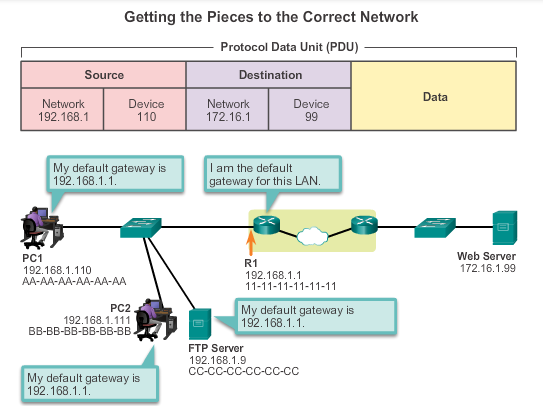 Getting the Pieces to the Correct Network
Protocol Data Unit (PDU)
Source
Destination
Data
Network
192.168.1
Device
110
Network
172.16.1
Device
99
My default gateway is
192.168.1.1.
I am the default
gateway for this LAN.
PC1
192.168.1.110
AA-AA-AA-AA-AA-AA
R1
192.168.1.1
11-11-11-11-11-11
Web Server
172.16.1.99
PC2
192.168.1.111
BB-BB-BB-BB-BB-BB
My default gateway is
192.168.1.1.
FTP Server
192.168.1.9
CC-CC-CC-CC-CC-CC
My default gateway is
192.168.1.1.